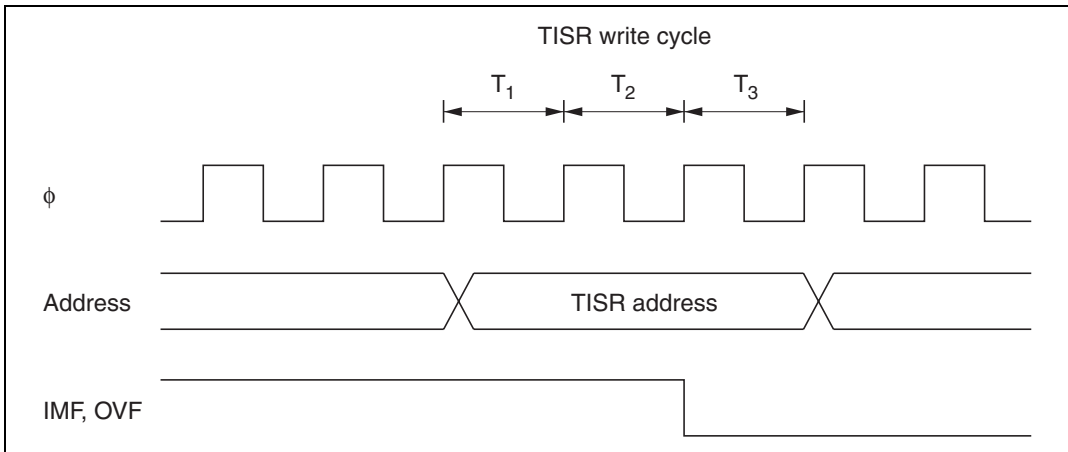 TISR write cycle
T1 T2 T3
φ
Address TISR address
IMF, OVF